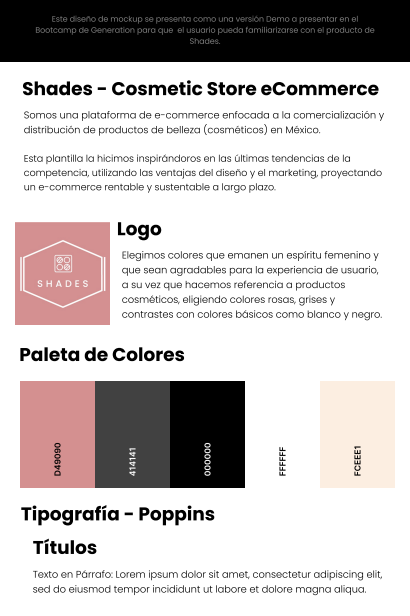 Este diseño de mockup se presenta como una versión Demo a presentar en el
Bootcamp de Generation para que  el usuario pueda familiarizarse con el producto de
Shades.
Shades - Cosmetic Store eCommerce
Somos una plataforma de e-commerce enfocada a la comercialización y
distribución de productos de belleza (cosméticos) en México.
Esta plantilla la hicimos inspirándoros en las últimas tendencias de la
competencia, utilizando las ventajas del diseño y el marketing, proyectando
un e-commerce rentable y sustentable a largo plazo.
SHADES
Logo
Elegimos colores que emanen un espíritu femenino y
que sean agradables para la experiencia de usuario,
a su vez que hacemos referencia a productos
cosméticos, eligiendo colores rosas, grises y
contrastes con colores básicos como blanco y negro.
Paleta de Colores
D49090
414141
000000
FFFFFF
FCEEE1
Tipografía - Poppins
Títulos
Texto en Párrafo: Lorem ipsum dolor sit amet, consectetur adipiscing elit,
sed do eiusmod tempor incididunt ut labore et dolore magna aliqua.